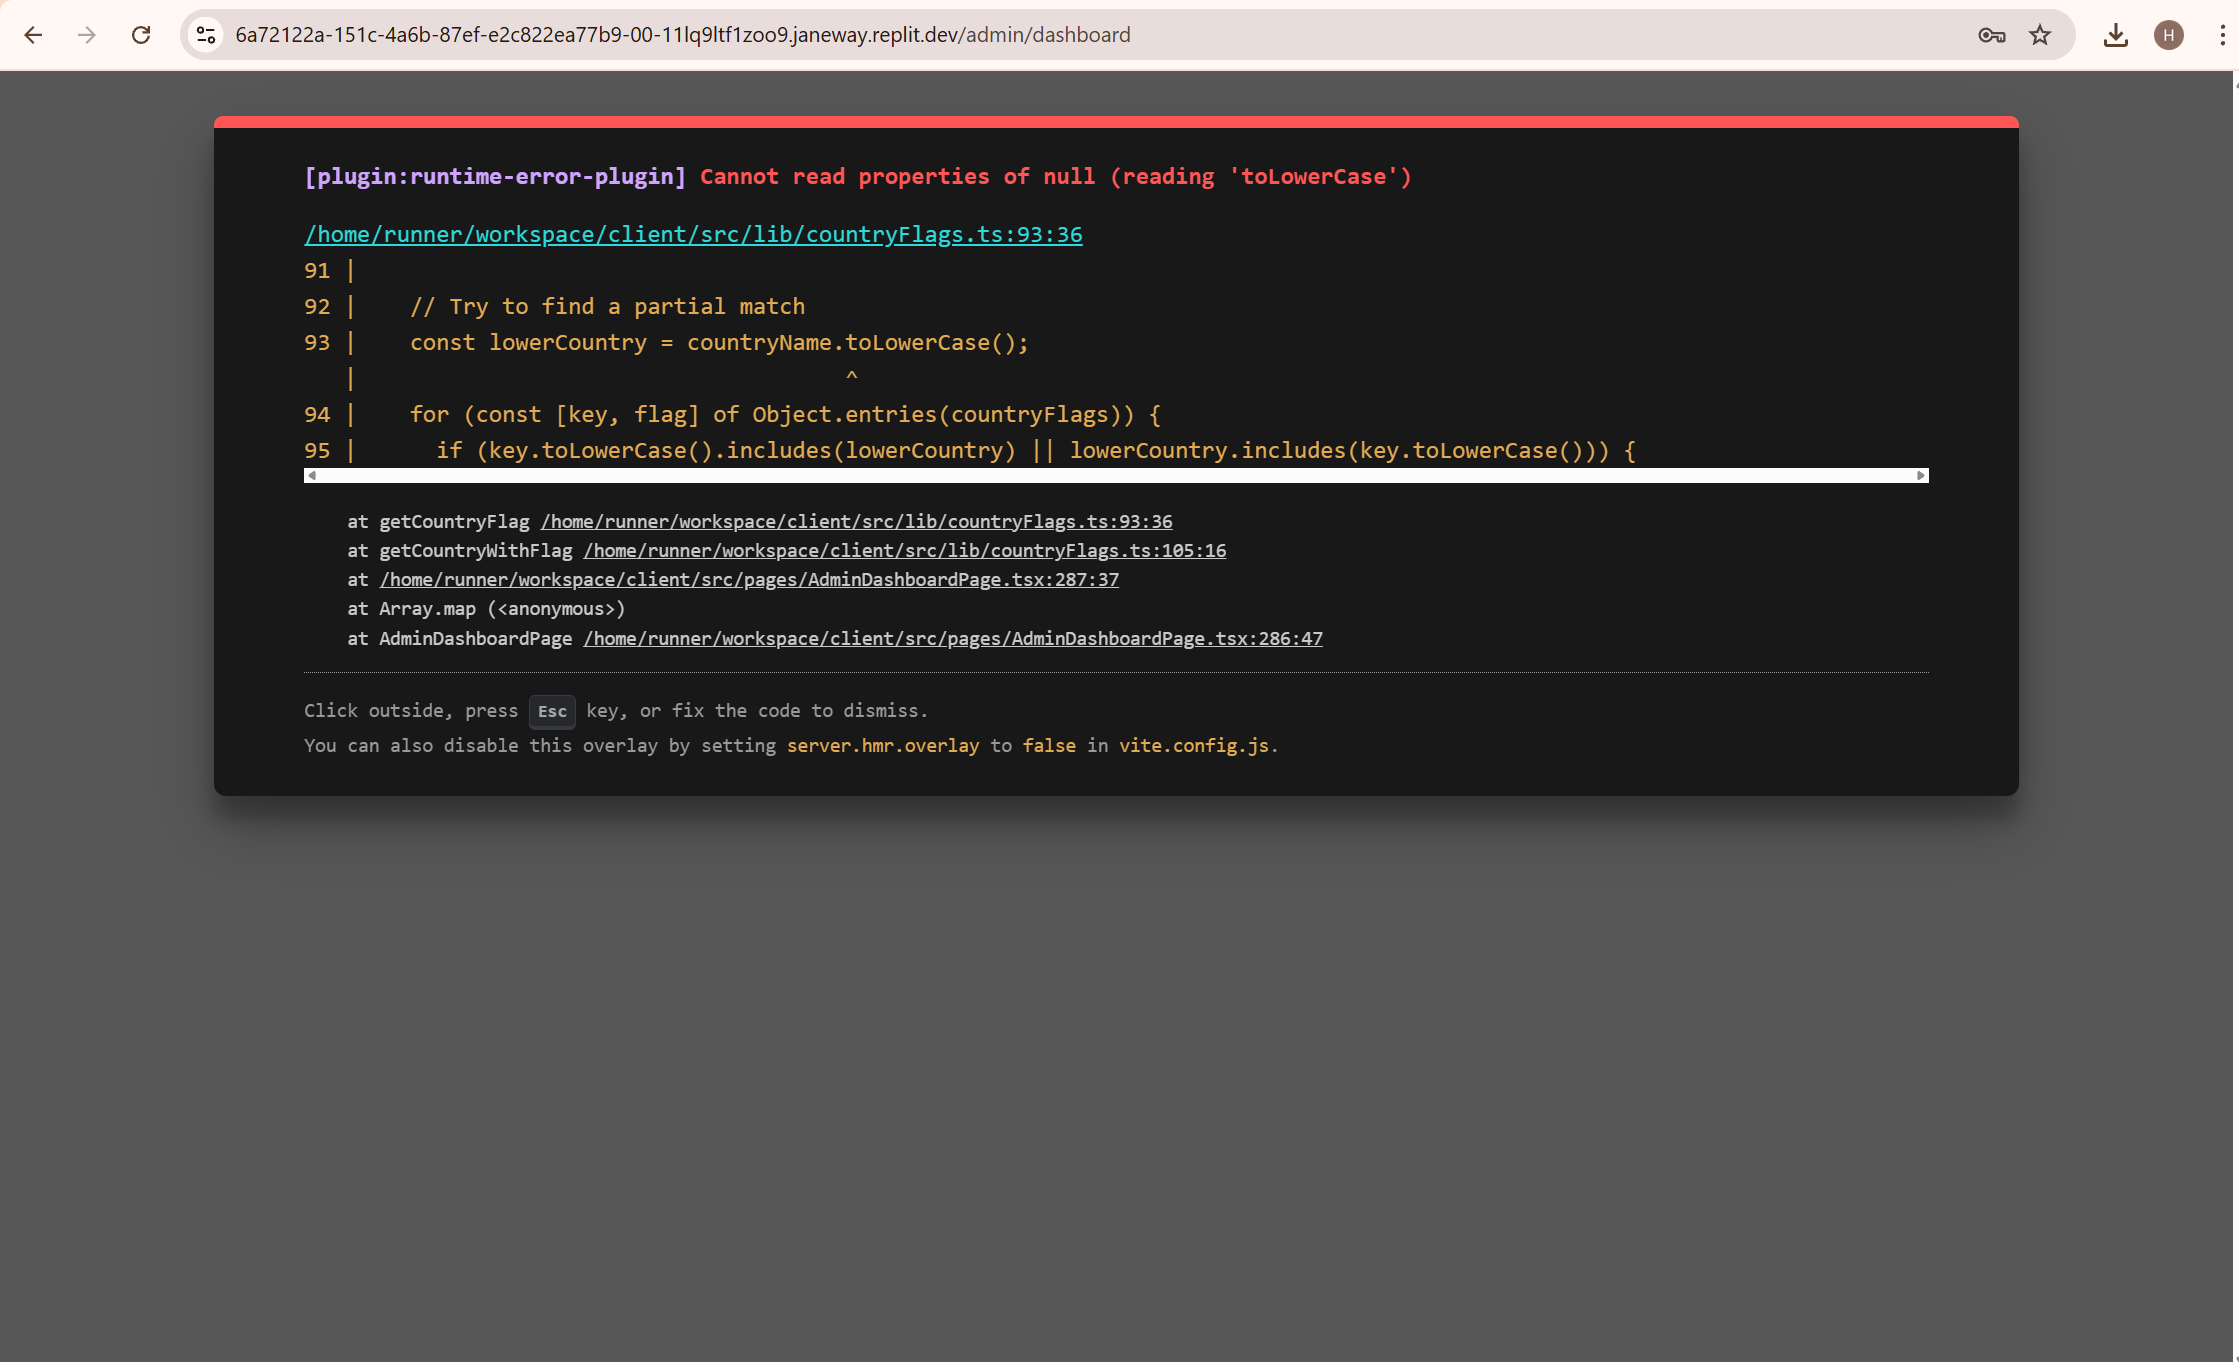 6a72122a-151c-4a6b-87ef-e2c822ea77b9-00-11lq9ltf1zoo9.janeway.replit.dev/admin/dashboard
H
[plugin:runtime-error-plugin] Cannot read properties of null (reading 'toLowerCase')
/home/runner/workspace/client/src/lib/countryFlags.ts:93:36
91 |
92 |    // Try to find a partial match
93 |    const lowerCountry = countryName.toLowerCase();
   |                                     ^
94 |    for (const [key, flag] of Object.entries(countryFlags)) {
95 |      if (key.toLowerCase().includes(lowerCountry) || lowerCountry.includes(key.toLowerCase())) {
at getCountryFlag /home/runner/workspace/client/src/lib/countryFlags.ts:93:36
at getCountryWithFlag /home/runner/workspace/client/src/lib/countryFlags.ts:105:16
at /home/runner/workspace/client/src/pages/AdminDashboardPage.tsx:287:37
at Array.map (<anonymous>)
at AdminDashboardPage /home/runner/workspace/client/src/pages/AdminDashboardPage.tsx:286:47
Click outside, press Esc key, or fix the code to dismiss.
You can also disable this overlay by setting server.hmr.overlay to false in vite.config.js.